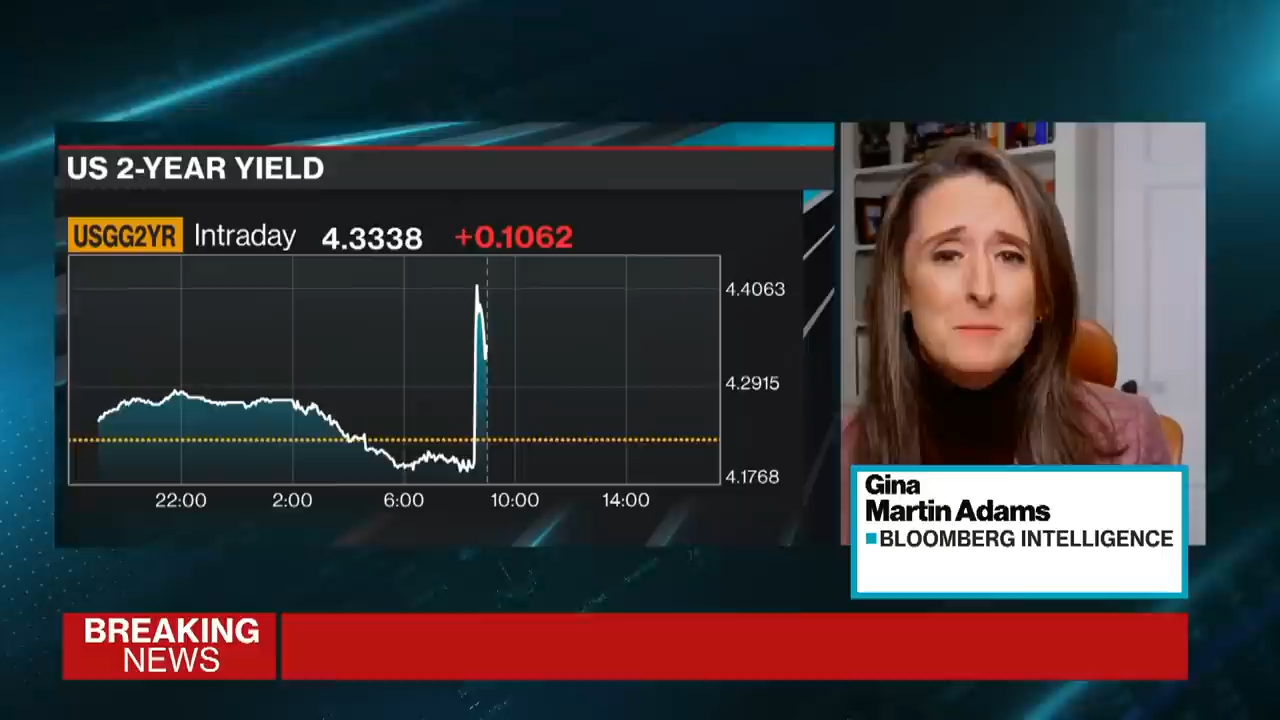 US 2-YEAR YIELD
USGG2YR Intraday 4.3338 +0.1062
4.4063
4.2915
4.1768
22:00 2:00 6:00 10:00 14:00
Gina
Martin Adams
BLOOMBERG INTELLIGENCE
BREAKING
NEWS